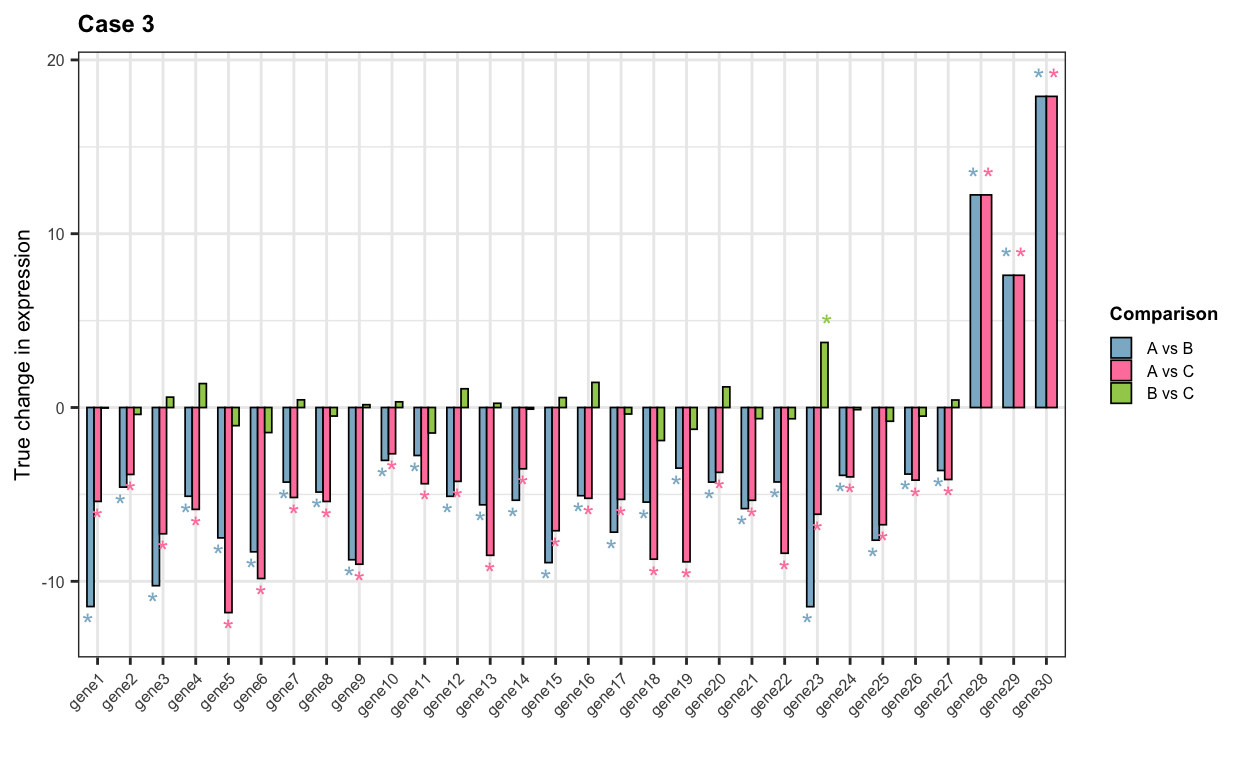 Case 3
True change in expression
20
10
0
-10
*
gene1
gene2
gene3
gene4
gene5
gene6
gene7
gene8
gene9
gene10
gene11
gene12
gene13
gene14
gene15
gene16
gene17
gene18
gene19
gene20
gene21
gene22
gene23
gene24
gene25
gene26
gene27
gene28
gene29
gene30
Comparison
A vs B
A vs C
B vs C